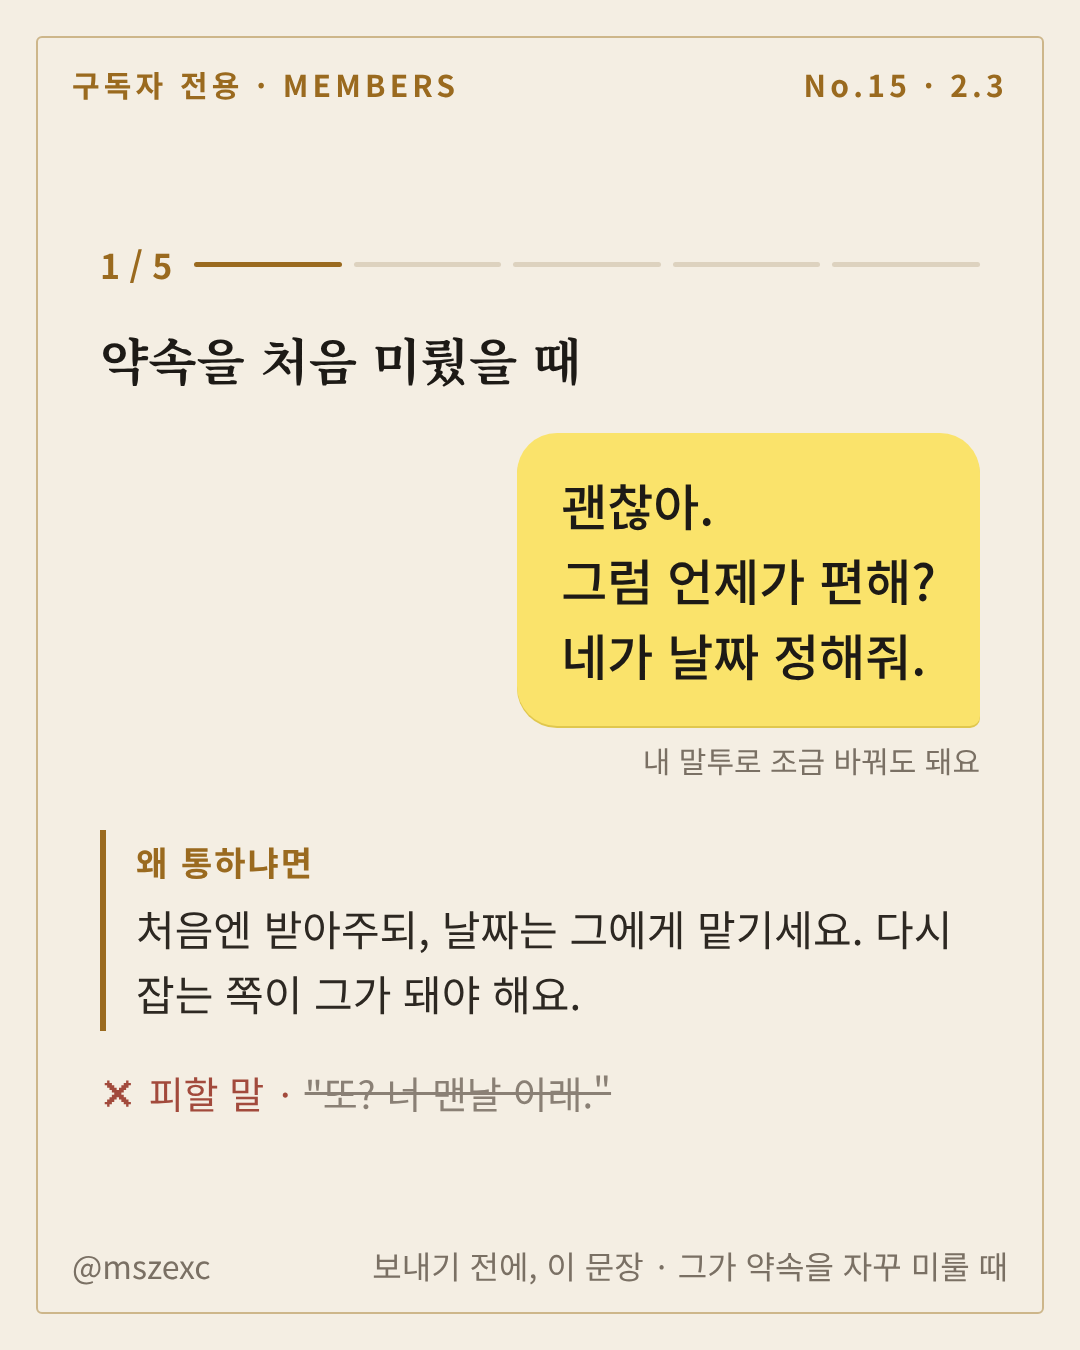 구독자 전용 · MEMBERS
No.15 · 2.3
1 / 5
약속을 처음 미뤘을 때
괜찮아.
그럼 언제가 편해?
네가 날짜 정해줘.
내 말투로 조금 바꿔도 돼요
왜 통하냐면
처음엔 받아주되, 날짜는 그에게 맡기세요. 다시
잡는 쪽이 그가 돼야 해요.
✕ 피할 말 · "또? 너 맨날 이래."
@mszexc
보내기 전에, 이 문장 · 그가 약속을 자꾸 미룰 때